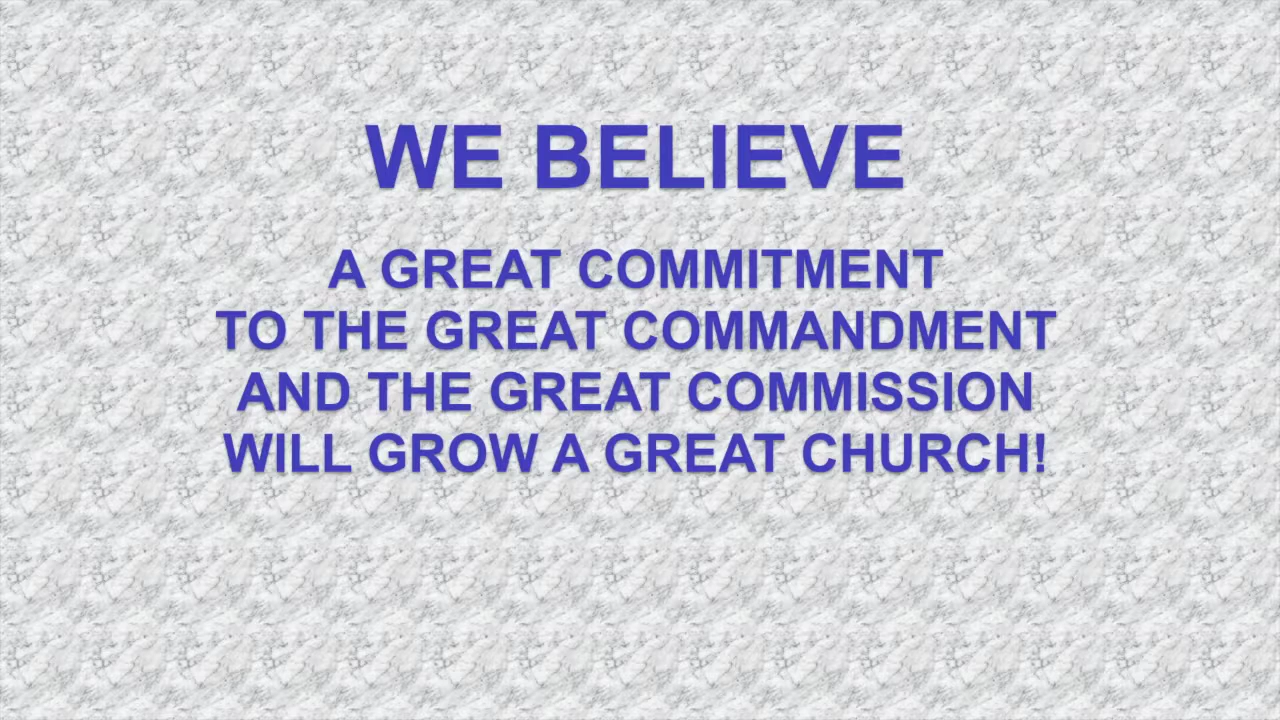 WE BELIEVE
A GREAT COMMITMENT
TO THE GREAT COMMANDMENT
AND THE GREAT COMMISSION
WILL GROW A GREAT CHURCH!